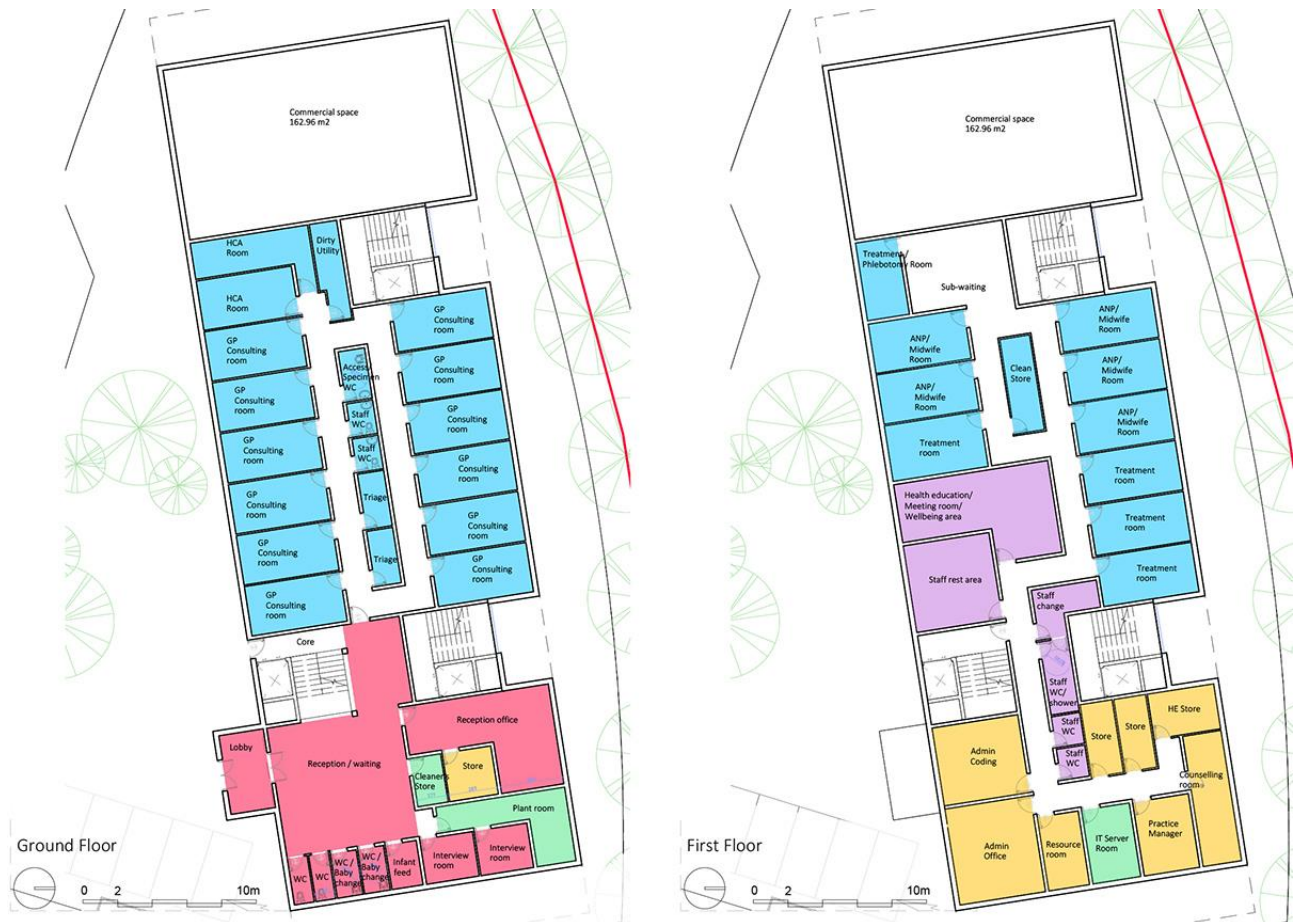 Commercial space
162.96 m2
HCA
Room
Dirty
Utility
HCA
Room
GP
Consulting
room
GP
Consulting
room
GP
Consulting
room
Access/
Specimen
WC
GP
Consulting
room
GP
Consulting
room
Staff
WC
GP
Consulting
room
Staff
WC
GP
Consulting
room
GP
Consulting
room
Triage
GP
Consulting
room
GP
Consulting
room
Triage
GP
Consulting
room
GP
Consulting
room
Core
Reception office
Lobby
Reception / waiting
Cleaner's
Store
Store
Plant room
WC
WC
WC /
Baby
change
WC /
Baby
change
Infant
feed
Interview
room
Interview
room
Ground Floor
0 2 10m
Commercial space
162.96 m2
Treatment /
Phlebotomy Room
Sub-waiting
ANP/
Midwife
Room
ANP/
Midwife
Room
Clean
Store
ANP/
Midwife
Room
ANP/
Midwife
Room
ANP/
Midwife
Room
Treatment
room
Treatment
room
Health education/
Meeting room/
Wellbeing area
Treatment
room
Staff rest area
Treatment
room
Staff
change
Staff
WC/
shower
Staff
WC
Staff
WC
Store
Store
HE Store
Admin
Coding
Counselling
room
Admin
Office
Resource
room
IT Server
Room
Practice
Manager
First Floor
0 2 10m